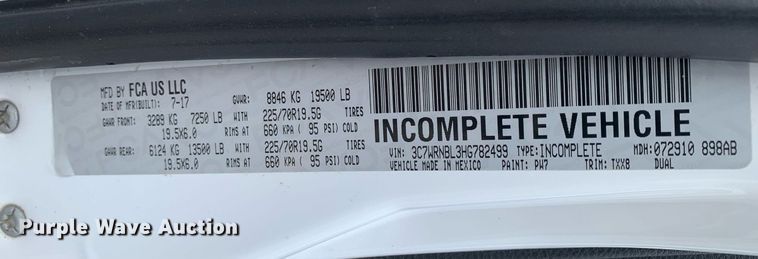 MFD BY FCA US LLC
DATE OF MFR(BUILT): 7-17 GVWR: 8846 KG 19500 LB
GAWR FRONT: 3289 KG 7250 LB WITH 225/70R19.5G TIRES
19.5X6.0 RIMS AT 660 KPA ( 95 PSI) COLD
GAWR REAR: 6124 KG 13500 LB WITH 225/70R19.5G TIRES
19.5X6.0 RIMS AT 660 KPA ( 95 PSI) COLD
INCOMPLETE VEHICLE
VIN: 3C7WRNBL3HG782499 TYPE: INCOMPLETE MDH: 072910 898AB
VEHICLE MADE IN MEXICO PAINT: PW7 TRIM: TXX8 DUAL
Purple Wave Auction